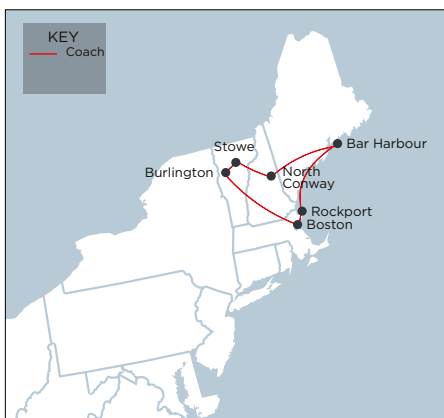 KEY
Coach
Stowe
Bar Harbour
Burlington
North
Conway
Rockport
Boston